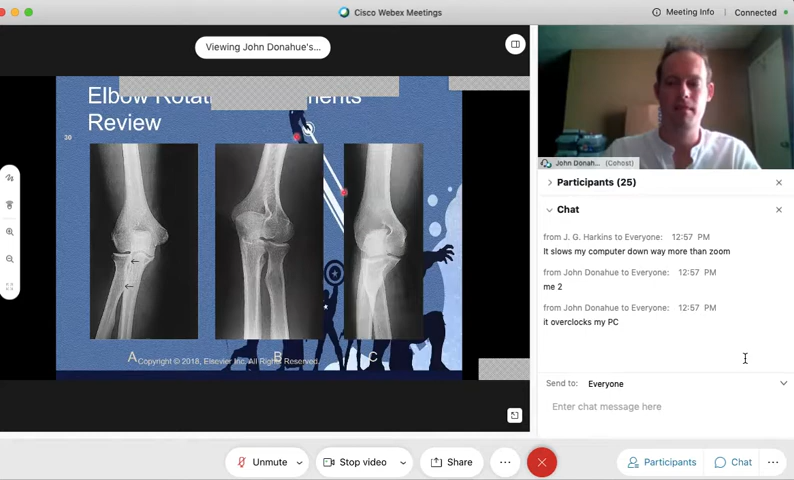 Cisco Webex Meetings
Meeting Info
Connected
Viewing John Donahue's...
Elbow
Review
30
A
B
C
Copyright © 2018, Elsevier Inc. All Rights Reserved.
John Donah... (Cohost)
Participants (25)
Chat
from J. G. Harkins to Everyone: 12:57 PM
It slows my computer down way more than zoom
from John Donahue to Everyone: 12:57 PM
me 2
from John Donahue to Everyone: 12:57 PM
it overclocks my PC
Send to: Everyone
Enter chat message here
Unmute
Stop video
Share
Participants
Chat